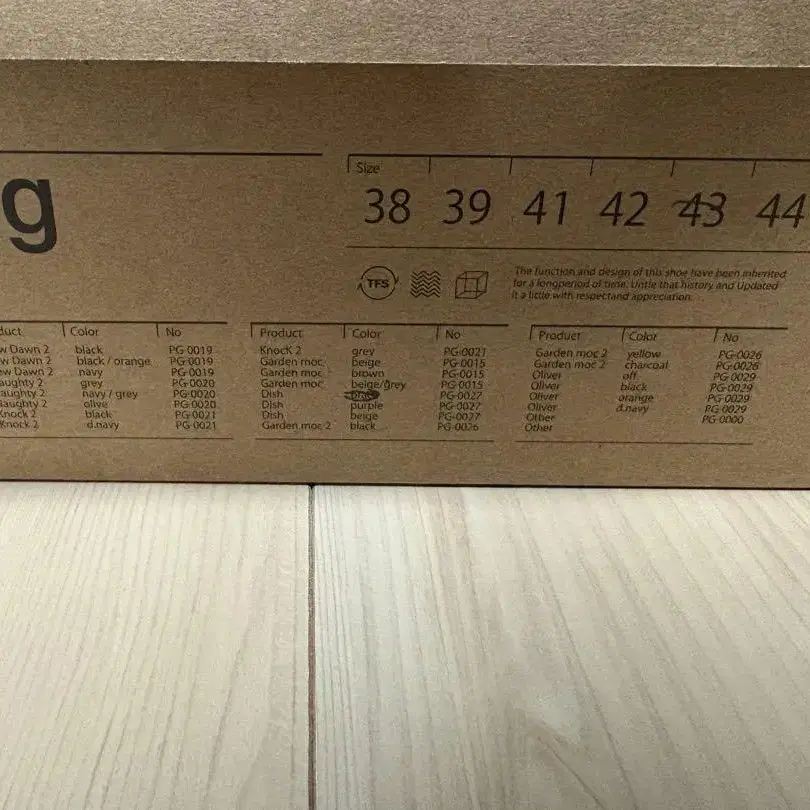 g
Size
38 39 41 42 43 44
TFS
The function and design of this shoe have been inherited
for a longperiod of time. Untle that history and Updated
it a little with respectand appreciation.
duct Color No
w Dawn 2 black PG-0019
w Dawn 2 black / orange PG-0019
ew Dawn 2 navy PG-0019
aughty 2 grey PG-0020
aughty 2 navy / grey PG-0020
Naughty 2 olive PG-0020
Knock 2 black PG-0021
Knock 2 d.navy PG-0021
Product Color No
KnocK 2 grey PG-0021
Garden moc beige PG-0015
Garden moc brown PG-0015
Garden moc beige/grey PG-0015
Dish PG-0027
Dish purple PG-0027
Dish beige PG-0027
Garden moc 2 black PG-0026
Product Color No
Garden moc 2 yellow PG-0026
Garden moc 2 charcoal PG-0026
Oliver off PG-0029
Oliver black PG-0029
Oliver orange PG-0029
Oliver d.navy PG-0029
Other PG-0000
Other